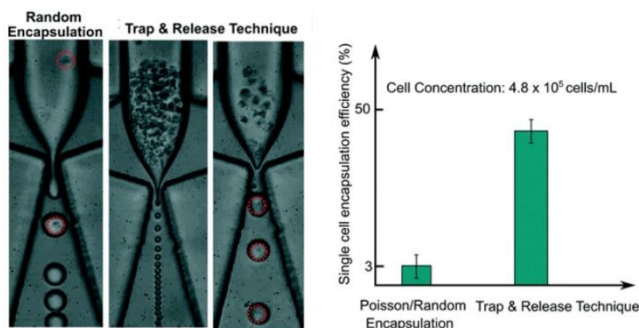 Random
Encapsulation
Trap & Release Technique
Single cell encapsulation efficiency (%)
50
3
Cell Concentration: 4.8 x 10⁵ cells/mL
Poisson/Random
Encapsulation
Trap & Release Technique